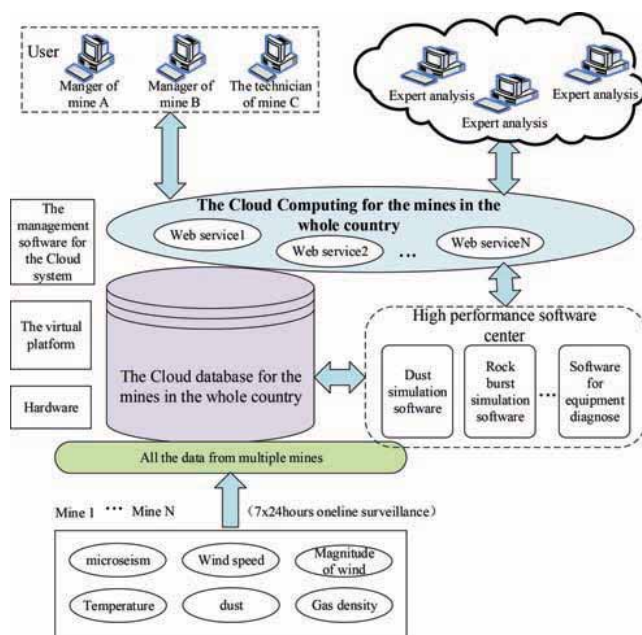 User
Manger of
mine A
Manager of
mine B
The technician
of mine C
Expert analysis
Expert analysis
Expert analysis
The Cloud Computing for the mines in the
whole country
Web service1
Web service2
...
Web serviceN
The
management
software for
the Cloud
system
The virtual
platform
Hardware
The Cloud database for the
mines in the whole country
High performance software
center
Dust
simulation
software
Rock
burst
simulation
software
...
Software
for
equipment
diagnose
All the data from multiple mines
Mine 1 ... Mine N (7x24hours oneline surveillance)
microseism
Wind speed
Magnitude
of wind
Temperature
dust
Gas density